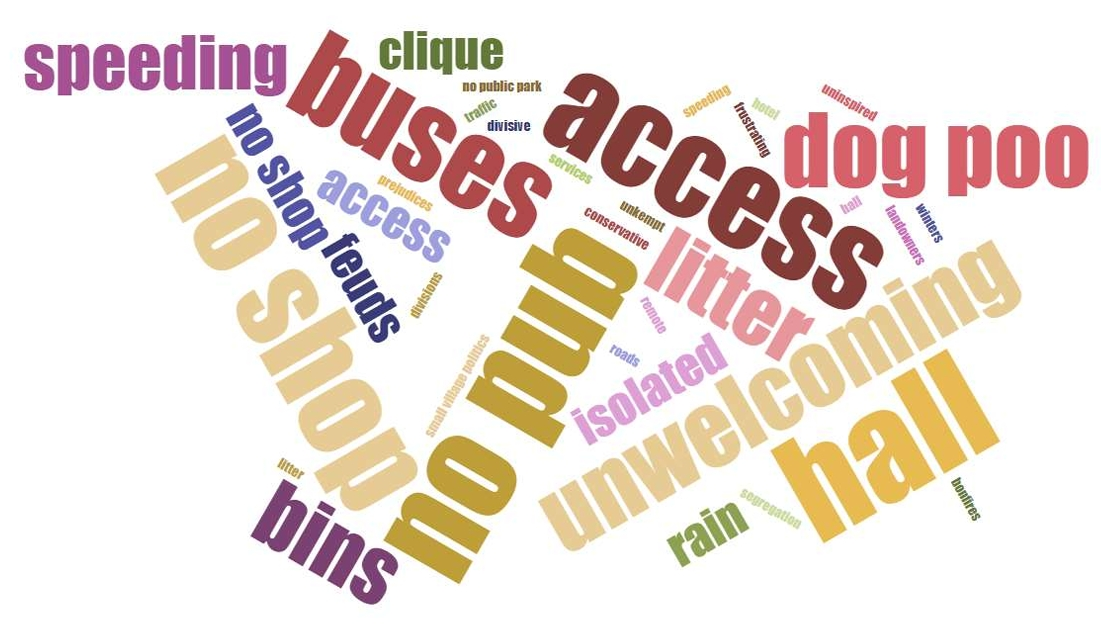 speeding
buses
clique
no public park
traffic
divisive
access
speeding
hotel
frustrating
uninspired
dog poo
no shop
no shop
feuds
access
prejudices
services
unkempt
conservative
hall
landowners
winters
litter
divisions
no pub
small village politics
remote
roads
isolated
unwelcoming
hall
litter
bins
rain
segregation
bonfires